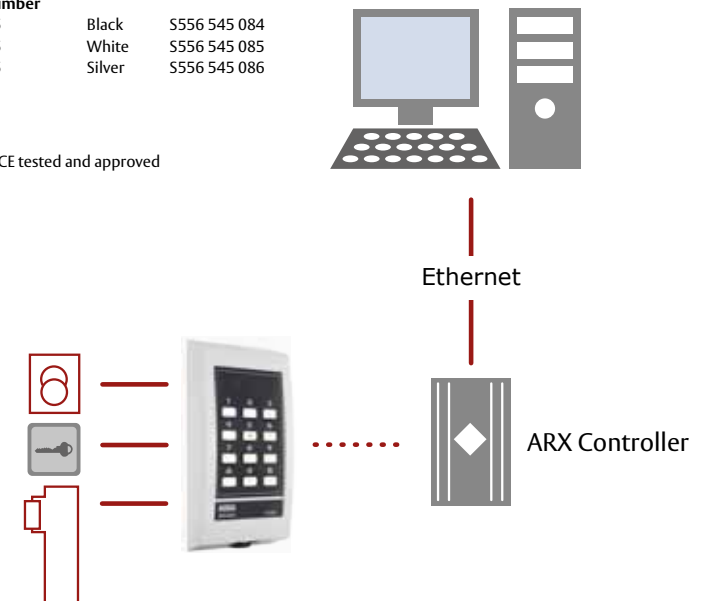 Black S556 545 084
White S556 545 085
Silver S556 545 086
CE tested and approved
Ethernet
ARX Controller